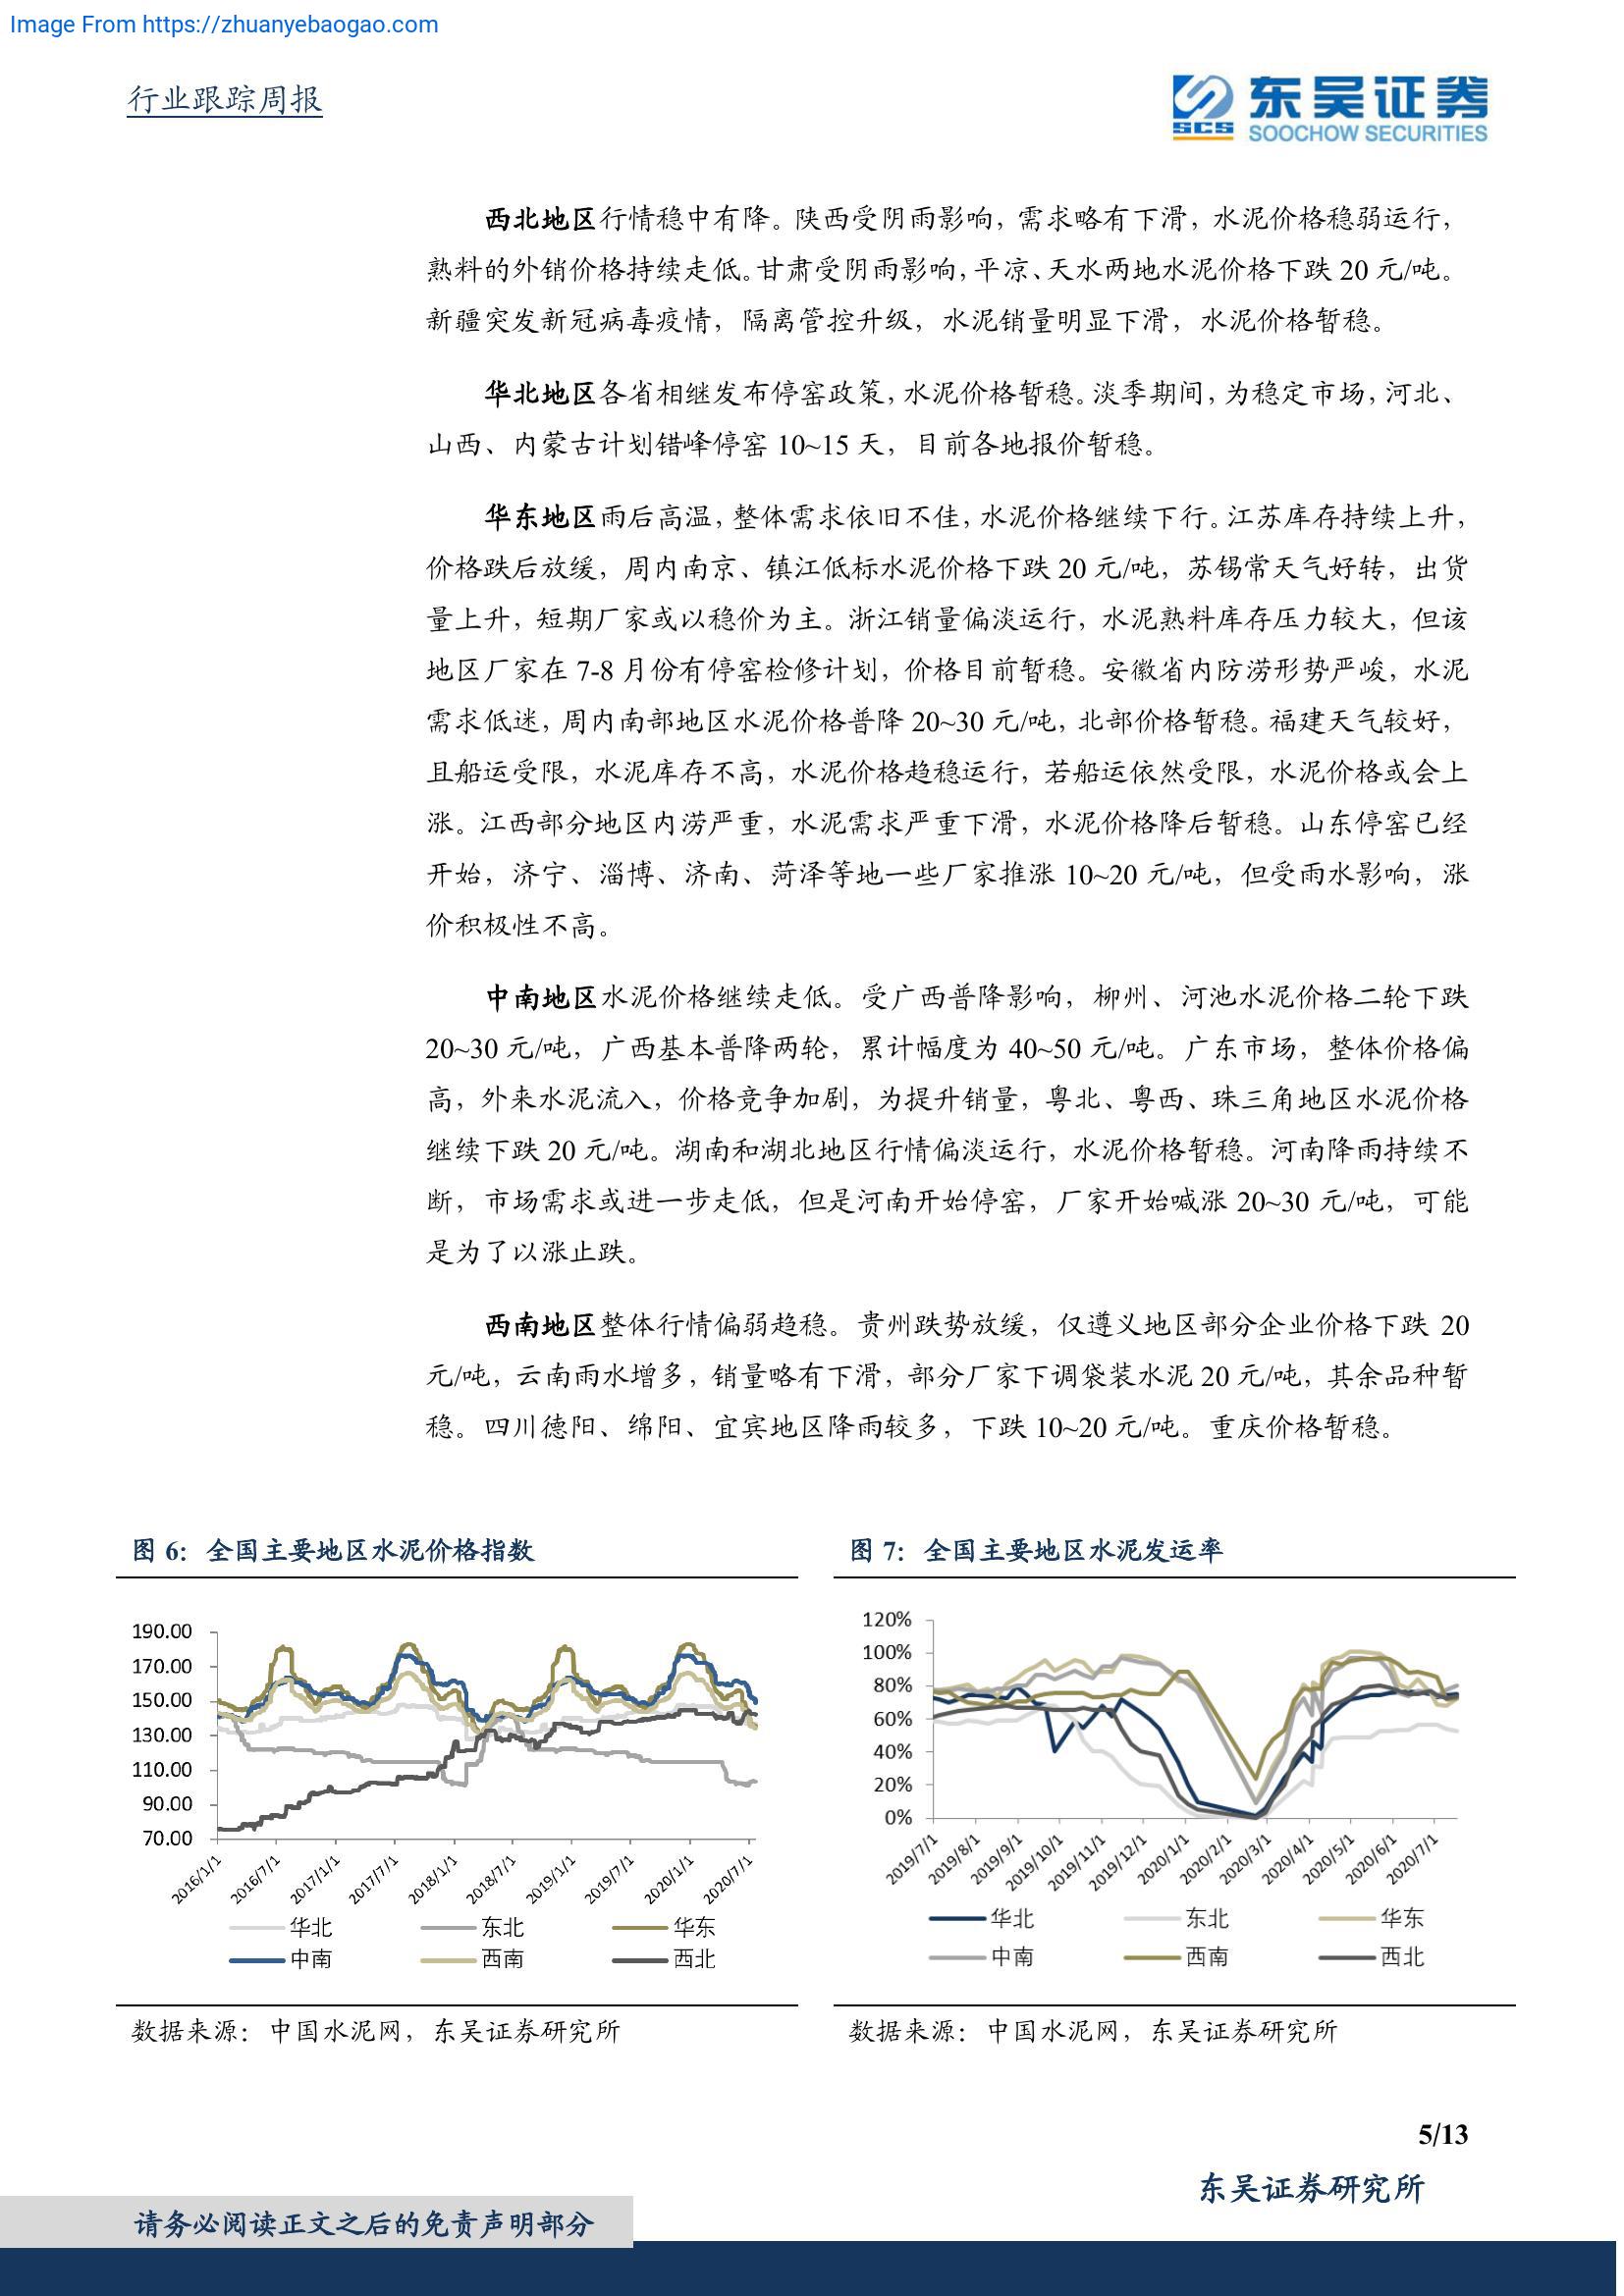 Image From https://zhuanyebaogao.com
行业跟踪周报
东吴证券
SCS
SOOCHOW SECURITIES
西北地区行情稳中有降。陕西受阴雨影响，需求略有下滑，水泥价格稳弱运行，
熟料的外销价格持续走低。甘肃受阴雨影响，平凉、天水两地水泥价格下跌 20 元/吨。
新疆突发新冠病毒疫情，隔离管控升级，水泥销量明显下滑，水泥价格暂稳。
华北地区各省相继发布停窑政策，水泥价格暂稳。淡季期间，为稳定市场，河北、
山西、内蒙古计划错峰停窑 10~15 天，目前各地报价暂稳。
华东地区雨后高温，整体需求依旧不佳，水泥价格继续下行。江苏库存持续上升，
价格跌后放缓，周内南京、镇江低标水泥价格下跌 20 元/吨，苏锡常天气好转，出货
量上升，短期厂家或以稳价为主。浙江销量偏淡运行，水泥熟料库存压力较大，但该
地区厂家在 7-8 月份有停窑检修计划，价格目前暂稳。安徽省内防涝形势严峻，水泥
需求低迷，周内南部地区水泥价格普降 20~30 元/吨，北部价格暂稳。福建天气较好，
且船运受限，水泥库存不高，水泥价格趋稳运行，若船运依然受限，水泥价格或会上
涨。江西部分地区内涝严重，水泥需求严重下滑，水泥价格降后暂稳。山东停窑已经
开始，济宁、淄博、济南、菏泽等地一些厂家推涨 10~20 元/吨，但受雨水影响，涨
价积极性不高。
中南地区水泥价格继续走低。受广西普降影响，柳州、河池水泥价格二轮下跌
20~30 元/吨，广西基本普降两轮，累计幅度为 40~50 元/吨。广东市场，整体价格偏
高，外来水泥流入，价格竞争加剧，为提升销量，粤北、粤西、珠三角地区水泥价格
继续下跌 20 元/吨。湖南和湖北地区行情偏淡运行，水泥价格暂稳。河南降雨持续不
断，市场需求或进一步走低，但是河南开始停窑，厂家开始喊涨 20~30 元/吨，可能
是为了以涨止跌。
西南地区整体行情偏弱趋稳。贵州跌势放缓，仅遵义地区部分企业价格下跌 20
元/吨，云南雨水增多，销量略有下滑，部分厂家下调袋装水泥 20 元/吨，其余品种暂
稳。四川德阳、绵阳、宜宾地区降雨较多，下跌 10~20 元/吨。重庆价格暂稳。
图 6：全国主要地区水泥价格指数
190.00
170.00
150.00
130.00
110.00
90.00
70.00
2016/1/1
2016/7/1
2017/1/1
2017/7/1
2018/1/1
2018/7/1
2019/1/1
2019/7/1
2020/1/1
2020/7/1
华北
东北
华东
中南
西南
西北
数据来源：中国水泥网，东吴证券研究所
图 7：全国主要地区水泥发运率
120%
100%
80%
60%
40%
20%
0%
2019/7/1
2019/8/1
2019/9/1
2019/10/1
2019/11/1
2019/12/1
2020/1/1
2020/2/1
2020/3/1
2020/4/1
2020/5/1
2020/6/1
2020/7/1
华北
东北
华东
中南
西南
西北
数据来源：中国水泥网，东吴证券研究所
5/13
东吴证券研究所
请务必阅读正文之后的免责声明部分